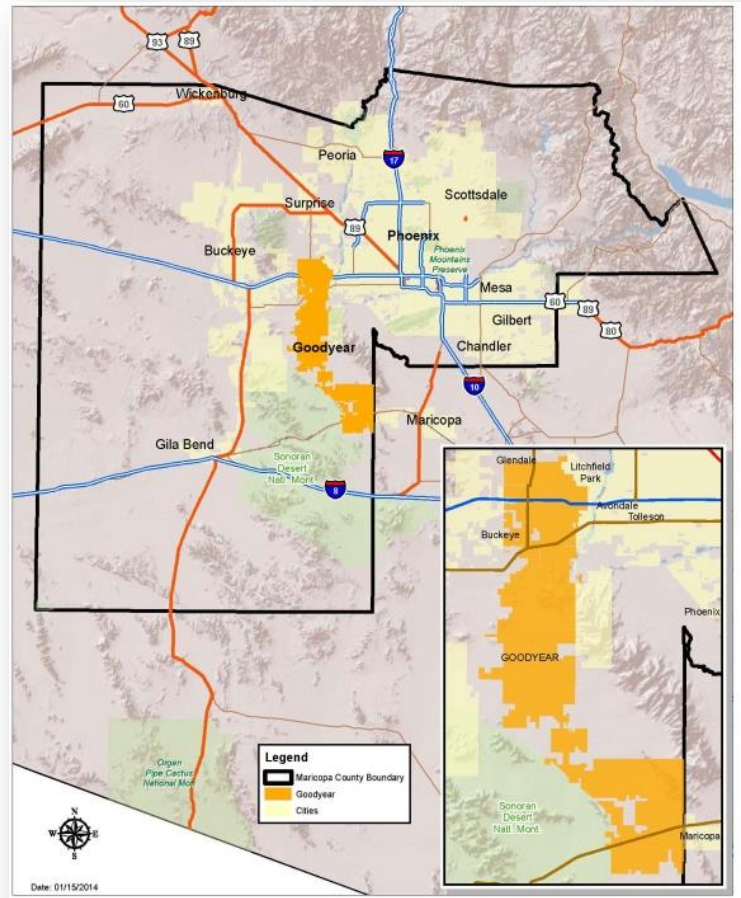 93
89
Wickenburg
60
Peoria
17
Scottsdale
Surprise
89
Phoenix
Buckeye
Phoenix
Mountains
Preserve
Mesa
60
89
80
Gilbert
Goodyear
Chandler
10
Maricopa
Gila Bend
Sonoran
Desert
Natl. Mont.
8
Glendale
Litchfield
Park
Avondale
Tolleson
Buckeye
Phoenix
GOODYEAR
Sonoran
Desert
Natl. Mont.
Maricopa
Organ
Pipe Cactus
National Mon
Legend
Maricopa County Boundary
Goodyear
Cities
N
W
E
S
Date: 01/15/2014